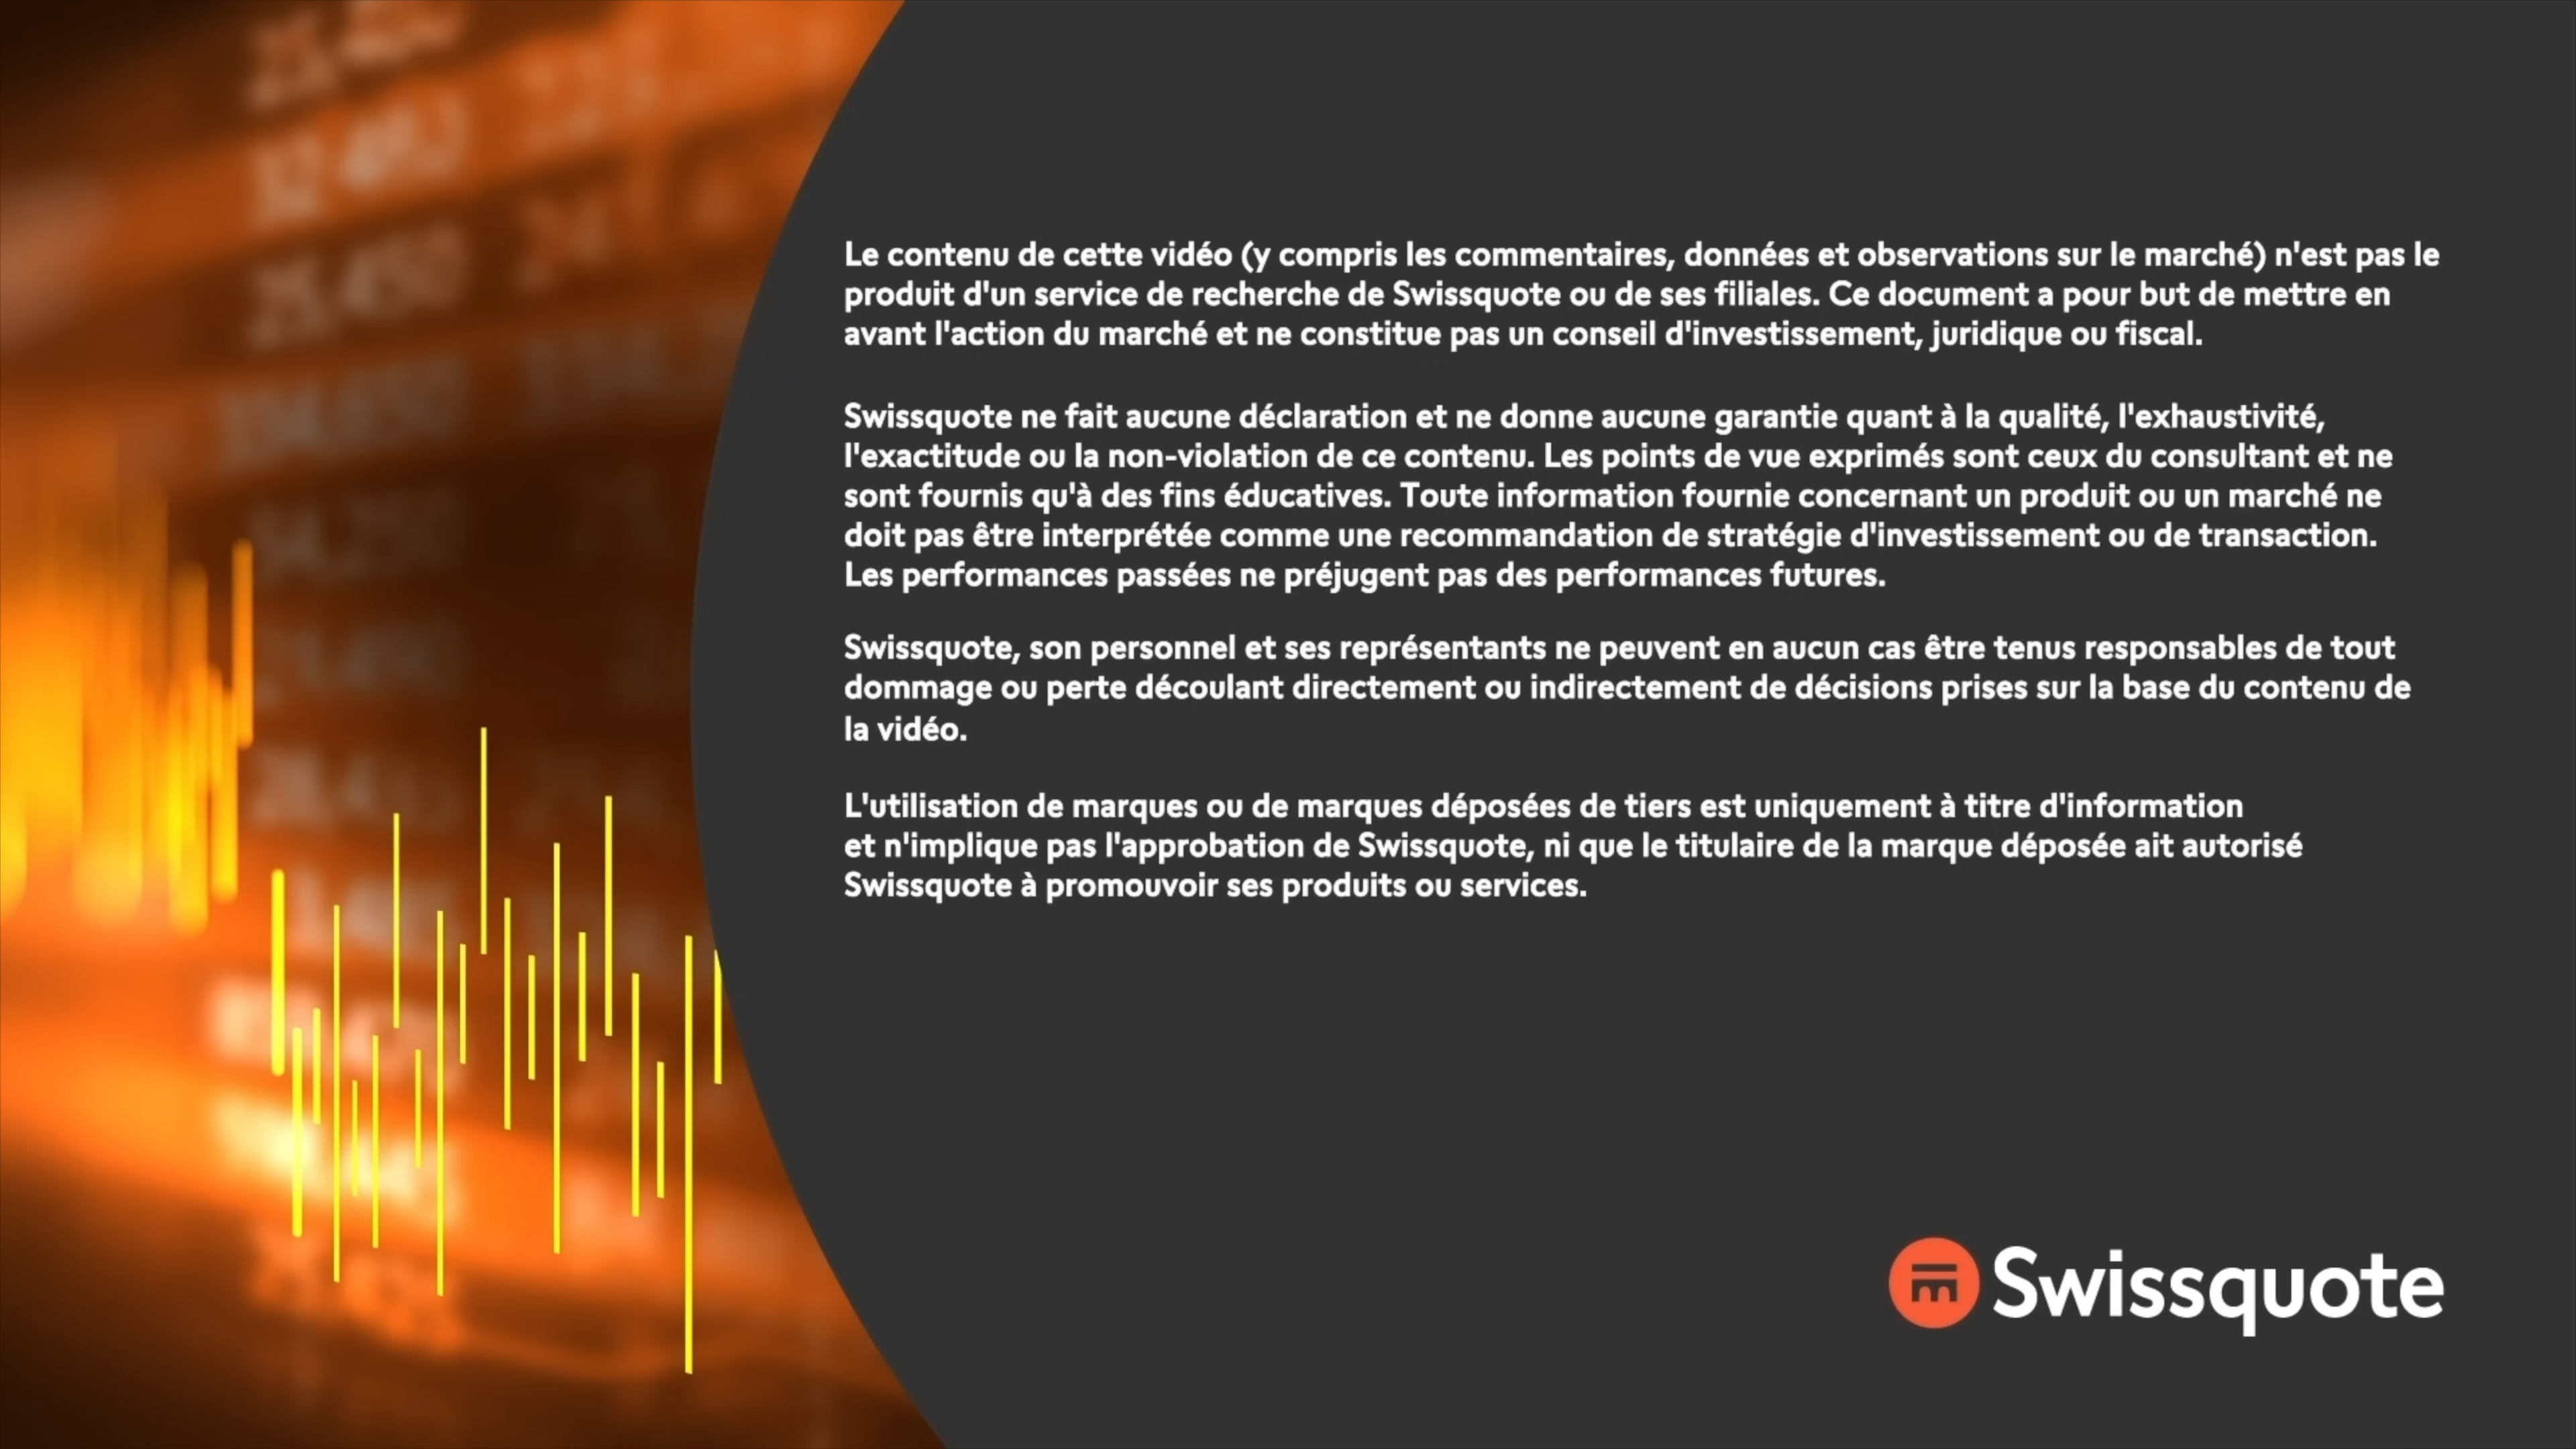 Le contenu de cette vidéo (y compris les commentaires, données et observations sur le marché) n'est pas le
produit d'un service de recherche de Swissquote ou de ses filiales. Ce document a pour but de mettre en
avant l'action du marché et ne constitue pas un conseil d'investissement, juridique ou fiscal.
Swissquote ne fait aucune déclaration et ne donne aucune garantie quant à la qualité, l'exhaustivité,
l'exactitude ou la non-violation de ce contenu. Les points de vue exprimés sont ceux du consultant et ne
sont fournis qu'à des fins éducatives. Toute information fournie concernant un produit ou un marché ne
doit pas être interprétée comme une recommandation de stratégie d'investissement ou de transaction.
Les performances passées ne préjugent pas des performances futures.
Swissquote, son personnel et ses représentants ne peuvent en aucun cas être tenus responsables de tout
dommage ou perte découlant directement ou indirectement de décisions prises sur la base du contenu de
la vidéo.
L'utilisation de marques ou de marques déposées de tiers est uniquement à titre d'information
et n'implique pas l'approbation de Swissquote, ni que le titulaire de la marque déposée ait autorisé
Swissquote à promouvoir ses produits ou services.
Swissquote